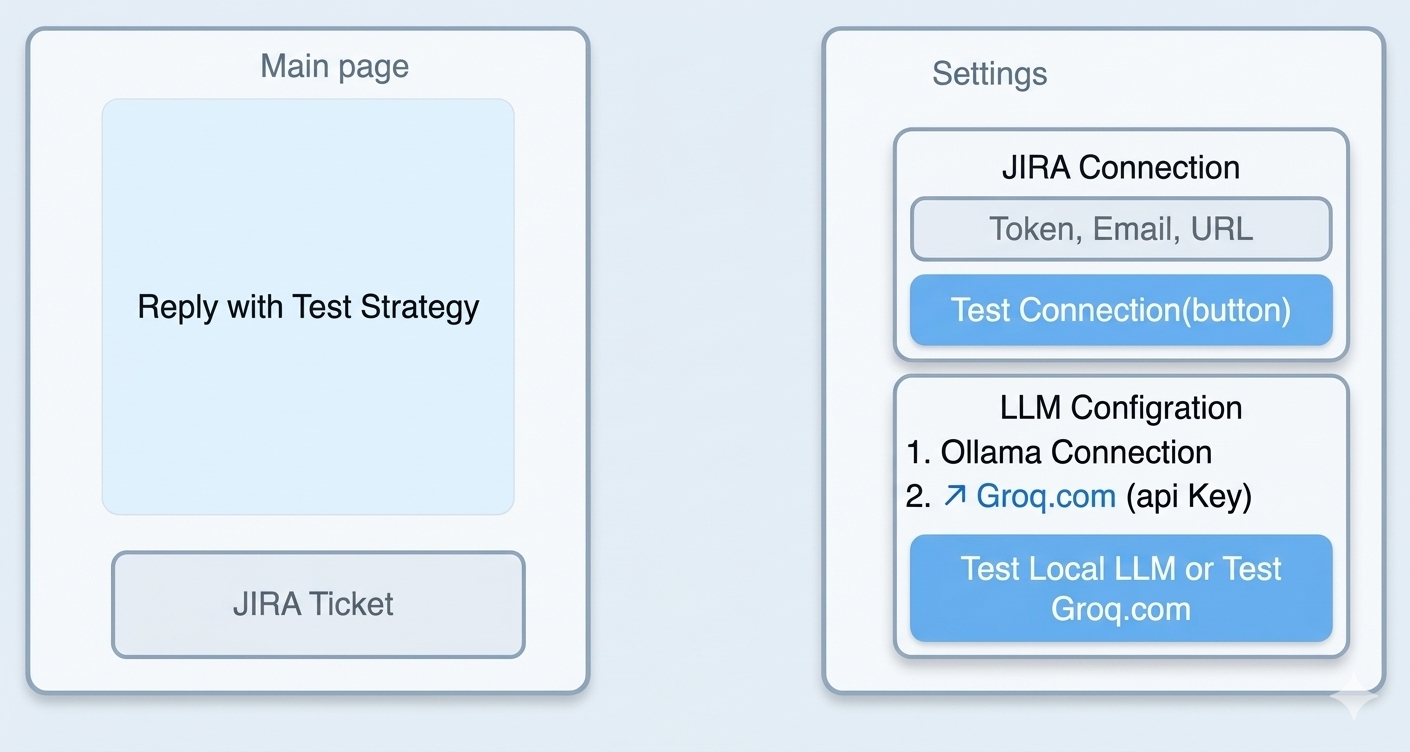 Main page
Reply with Test Strategy
JIRA Ticket
Settings
JIRA Connection
Token, Email, URL
Test Connection(button)
LLM Configration
1. Ollama Connection
2. ↗ Groq.com (api Key)
Test Local LLM or Test
Groq.com